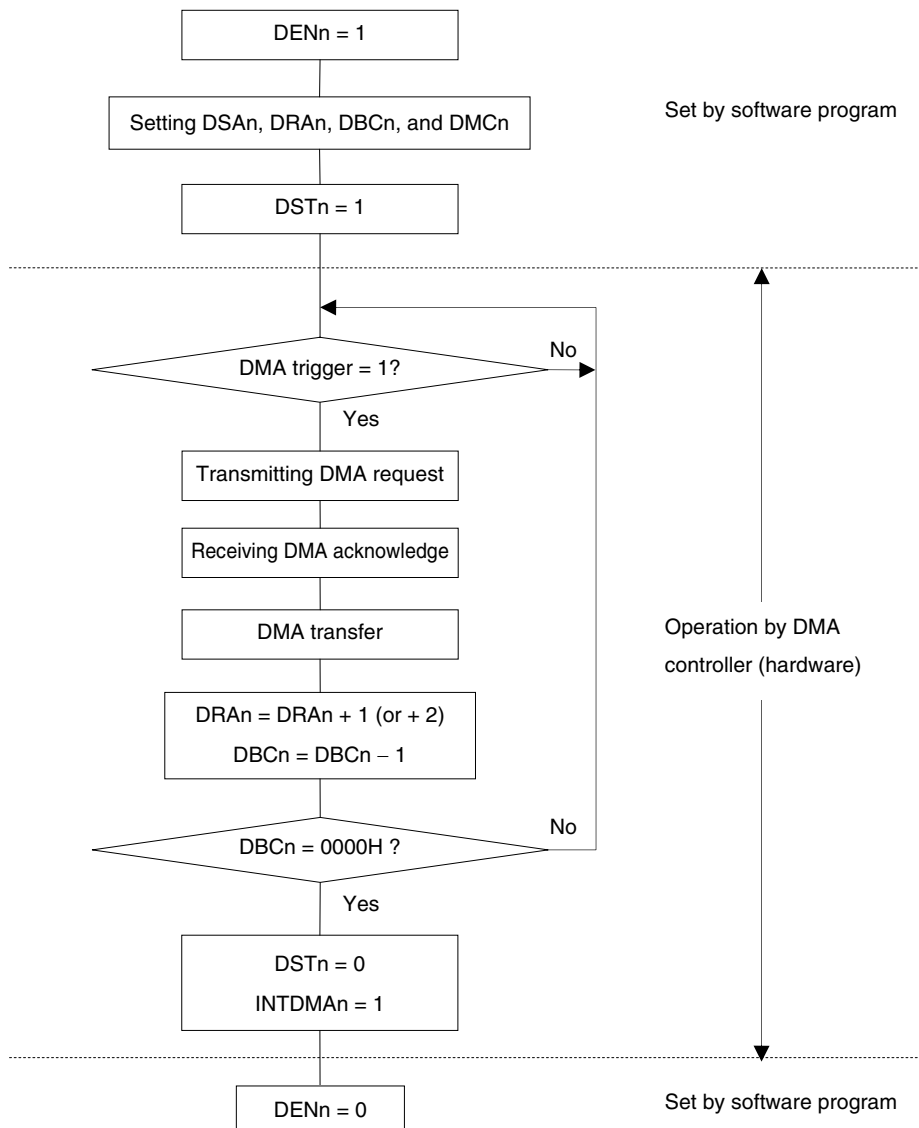 DENn = 1
Setting DSAn, DRAn, DBCn, and DMCn
Set by software program
DSTn = 1
DMA trigger = 1?
No
Yes
Transmitting DMA request
Receiving DMA acknowledge
DMA transfer
Operation by DMA
controller (hardware)
DRAn = DRAn + 1 (or + 2)
DBCn = DBCn − 1
DBCn = 0000H ?
No
Yes
DSTn = 0
INTDMAn = 1
DENn = 0
Set by software program